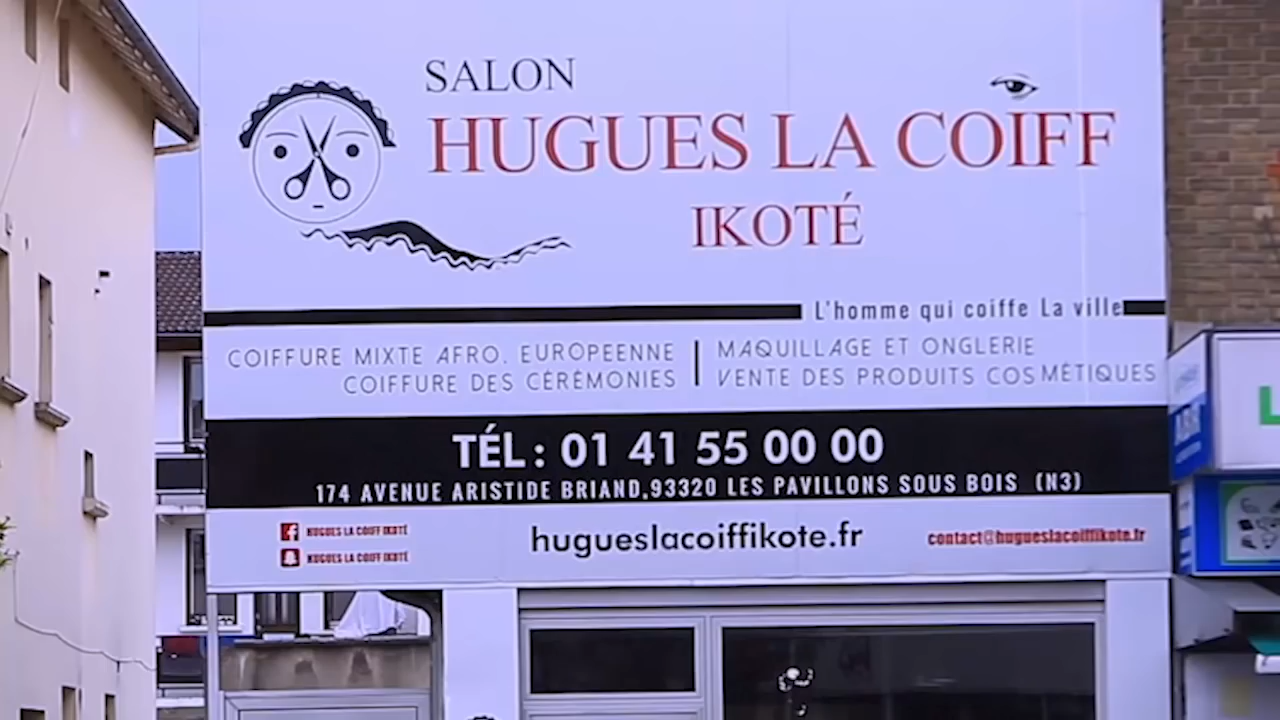 SALON
HUGUES LA COIFF
IKOTÉ
L'homme qui coiffe La ville
COIFFURE MIXTE AFRO. EUROPEENNE
COIFFURE DES CÉRÉMONIES
MAQUILLAGE ET ONGLERIE
VENTE DES PRODUITS COSMÉTIQUES
TÉL : 01 41 55 00 00
174 AVENUE ARISTIDE BRIAND,93320 LES PAVILLONS SOUS BOIS (N3)
HUGUES LA COIFF IKOTÉ
HUGUES LA COIFF IKOTÉ
hugueslacoiffikote.fr
contact@hugueslacoiffikote.fr